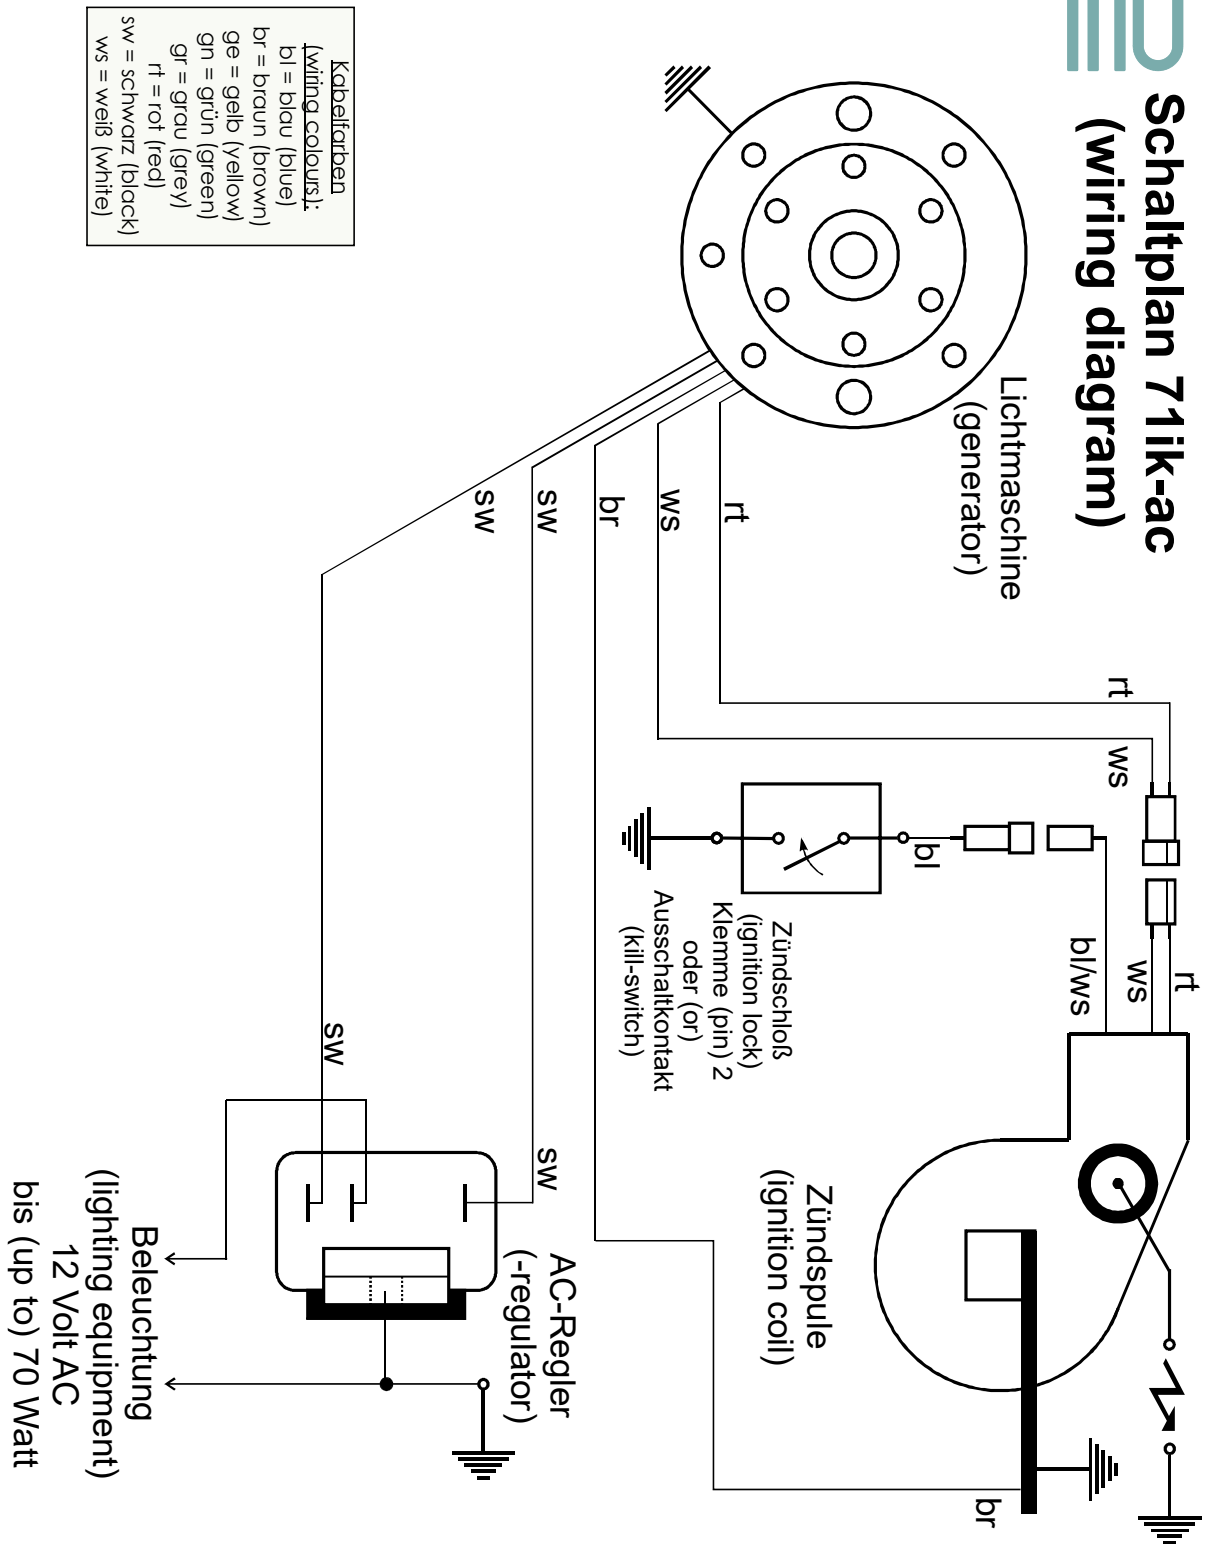 Schaltplan 71ik-ac
(wiring diagram)
Lichtmaschine
(generator)
rt
ws
br
sw
sw
rt
ws
rt
ws
bl/ws
bl
Zündschloß
(ignition lock)
Klemme (pin) 2
oder (or)
Ausschaltkontakt
(kill-switch)
Zündspule
(ignition coil)
br
sw
sw
AC-Regler
(-regulator)
Beleuchtung
(lighting equipment)
12 Volt AC
bis (up to) 70 Watt
Kabelfarben
(wiring colours):
bl = blau (blue)
br = braun (brown)
ge = gelb (yellow)
gn = grün (green)
gr = grau (grey)
rt = rot (red)
sw = schwarz (black)
ws = weiß (white)